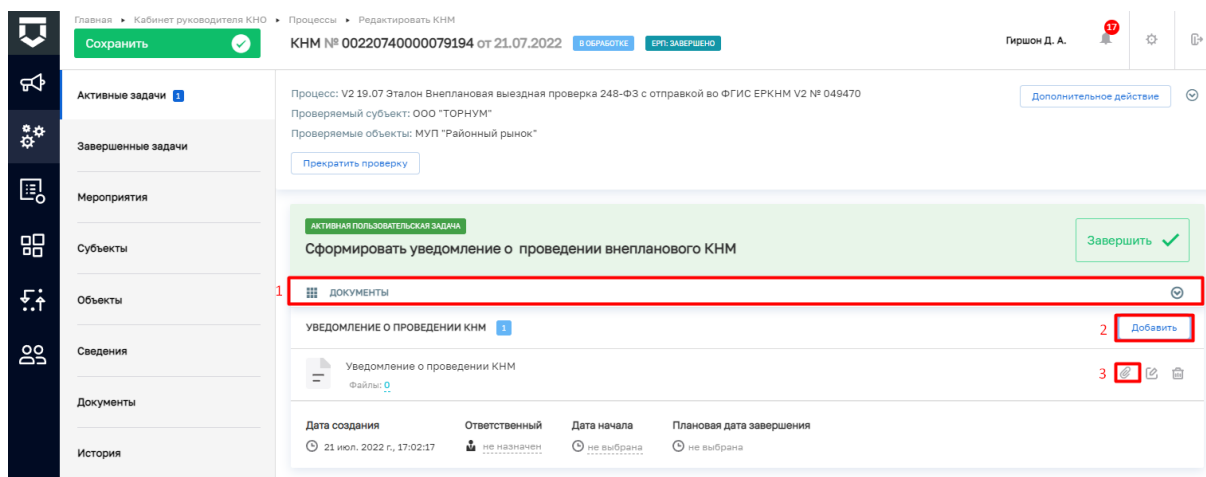 Главная ▸ Кабинет руководителя КНО ▸ Процессы ▸ Редактировать КНМ
Сохранить
КНМ № 00220740000079194 от 21.07.2022 В ОБРАБОТКЕ ЕРП: ЗАВЕРШЕНО
Гиршон Д. А.
17
Активные задачи 1
Завершенные задачи
Мероприятия
Субъекты
Объекты
Сведения
Документы
История
Процесс: V2 19.07 Эталон Внеплановая выездная проверка 248-ФЗ с отправкой во ФГИС ЕРКНМ V2 № 049470
Дополнительное действие
Проверяемый субъект: ООО "ТОРНУМ"
Проверяемые объекты: МУП "Районный рынок"
Прекратить проверку
АКТИВНАЯ ПОЛЬЗОВАТЕЛЬСКАЯ ЗАДАЧА
Сформировать уведомление о проведении внепланового КНМ
Завершить
1 ДОКУМЕНТЫ
УВЕДОМЛЕНИЕ О ПРОВЕДЕНИИ КНМ 1
2 Добавить
Уведомление о проведении КНМ
Файлы: 0
3
Дата создания Ответственный Дата начала Плановая дата завершения
21 июл. 2022 г., 17:02:17 не назначен не выбрана не выбрана